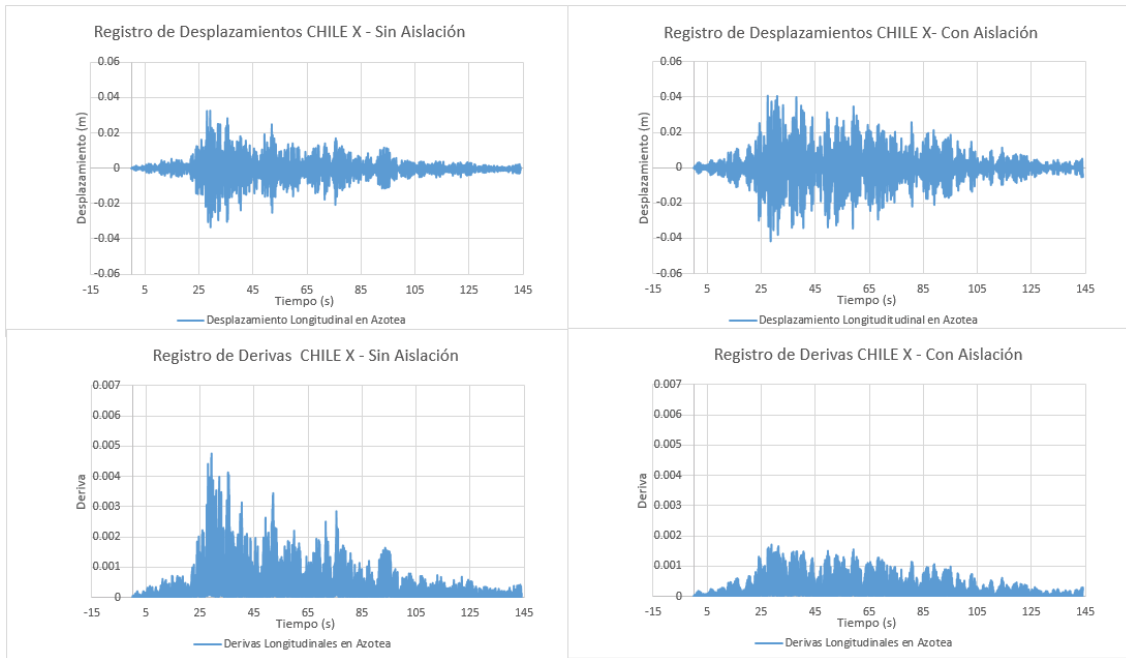 Registro de Desplazamientos CHILE X - Sin Aislación
0.06
0.04
0.02
0
-0.02
-0.04
-0.06
Desplazamiento (m)
-15 5 25 45 65 85 105 125 145
Tiempo (s)
Desplazamiento Longitudinal en Azotea
Registro de Desplazamientos CHILE X- Con Aislación
0.06
0.04
0.02
0
-0.02
-0.04
-0.06
Desplazamiento (m)
-15 5 25 45 65 85 105 125 145
Tiempo (s)
Desplazamiento Longituditudinal en Azotea
Registro de Derivas CHILE X - Sin Aislación
0.007
0.006
0.005
0.004
0.003
0.002
0.001
0
Deriva
-15 5 25 45 65 85 105 125 145
Tiempo (s)
Derivas Longitudinales en Azotea
Registro de Derivas CHILE X - Con Aislación
0.007
0.006
0.005
0.004
0.003
0.002
0.001
0
Deriva
-15 5 25 45 65 85 105 125 145
Tiempo (s)
Derivas Longitudinales en Azotea